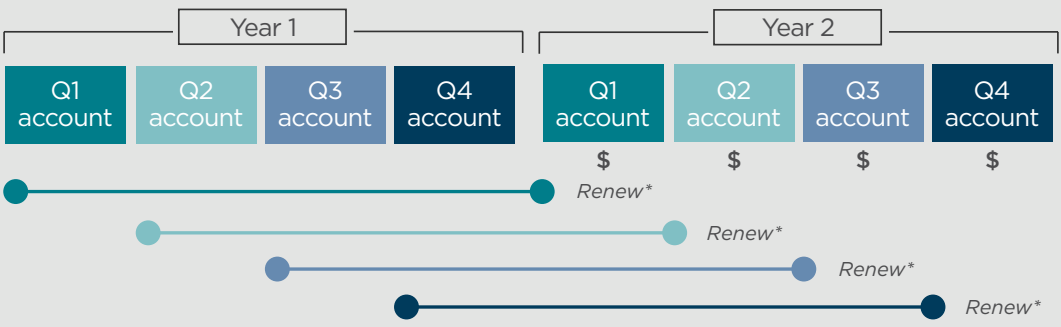 Year 1
Year 2
Q1
account
Q2
account
Q3
account
Q4
account
Q1
account
Q2
account
Q3
account
Q4
account
$
$
$
$
Renew*
Renew*
Renew*
Renew*